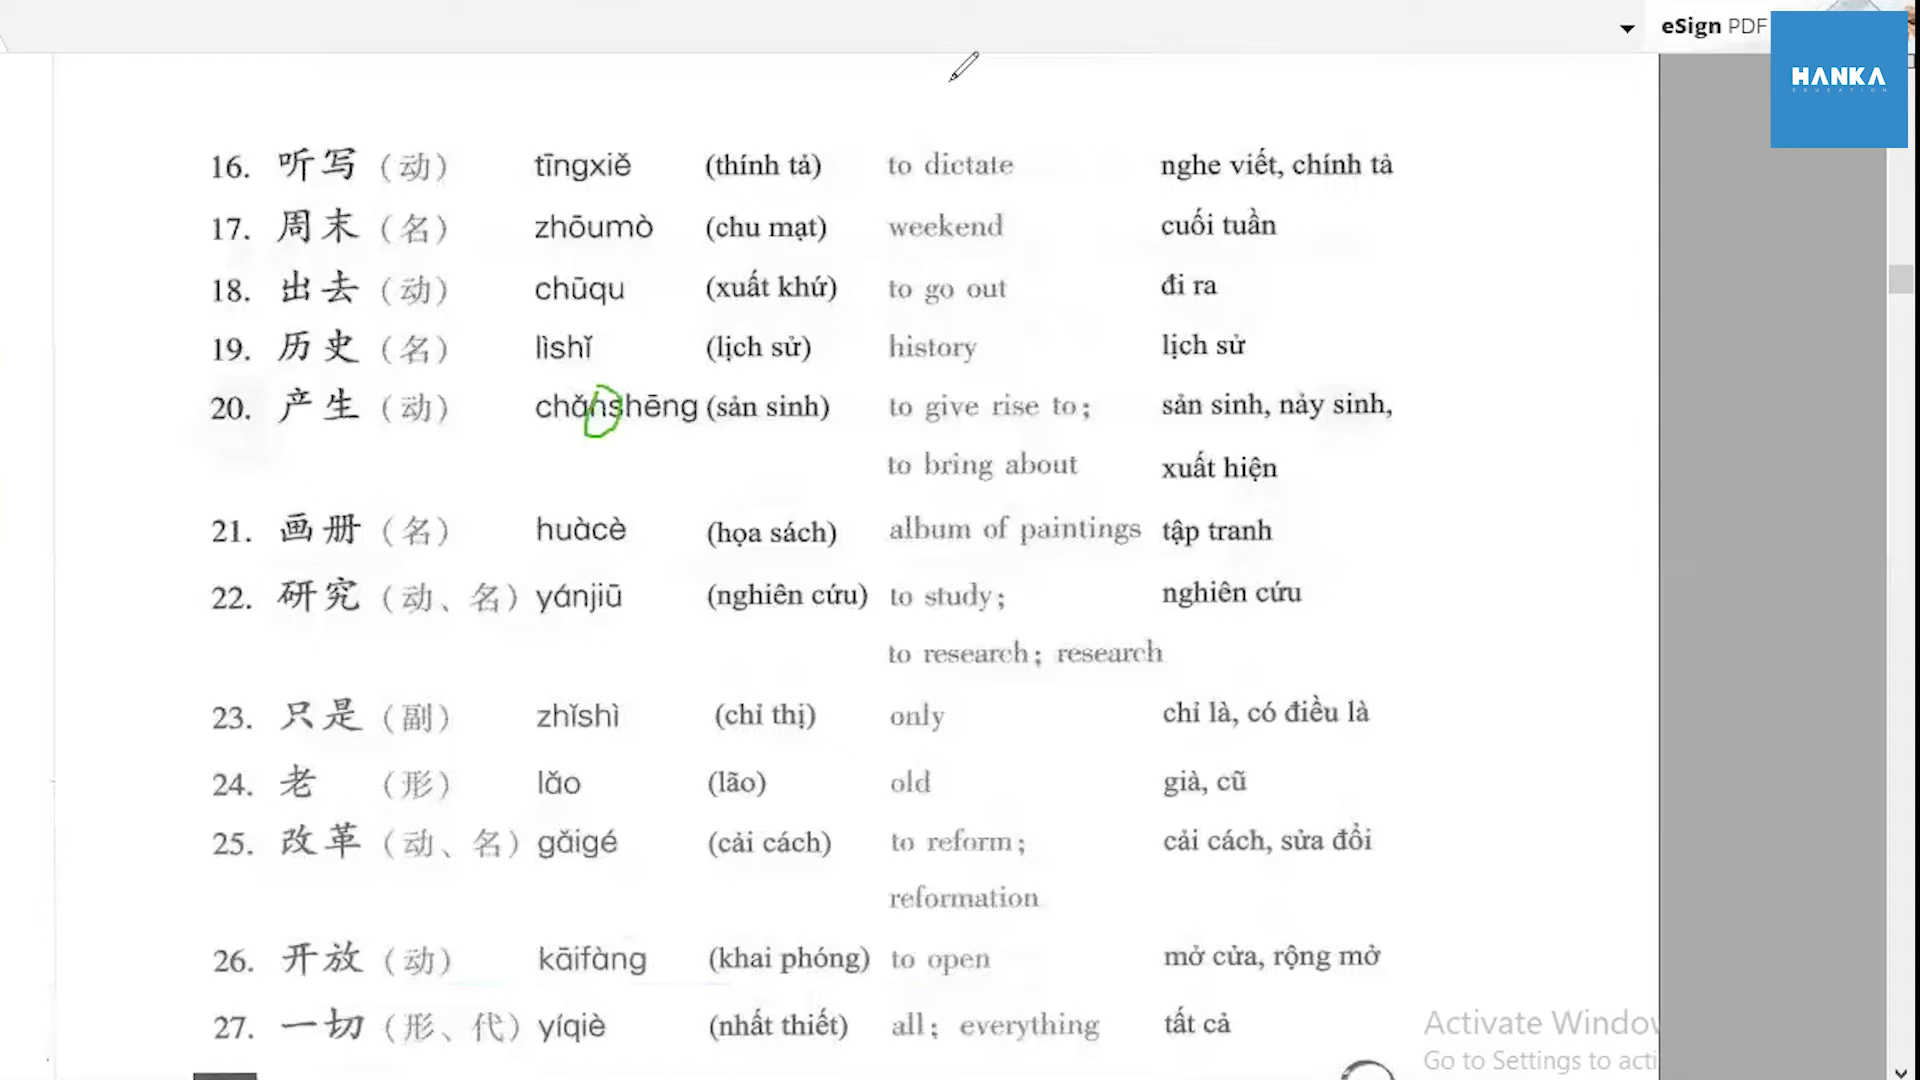 eSign PDF
HANKA
EDUCATION
16. 听写（动） tīngxiě (thính tả) to dictate nghe viết, chính tả
17. 周末（名） zhōumò (chu mạt) weekend cuối tuần
18. 出去（动） chūqu (xuất khứ) to go out đi ra
19. 历史（名） lìshǐ (lịch sử) history lịch sử
20. 产生（动） chǎnshēng (sản sinh) to give rise to; sản sinh, nảy sinh,
to bring about xuất hiện
21. 画册（名） huàcè (họa sách) album of paintings tập tranh
22. 研究（动、名） yánjiū (nghiên cứu) to study; nghiên cứu
to research; research
23. 只是（副） zhǐshì (chỉ thị) only chỉ là, có điều là
24. 老 （形） lǎo (lão) old già, cũ
25. 改革（动、名） gǎigé (cải cách) to reform; cải cách, sửa đổi
reformation
26. 开放（动） kāifàng (khai phóng) to open mở cửa, rộng mở
27. 一切（形、代） yíqiè (nhất thiết) all; everything tất cả
Activate Window
Go to Settings to acti